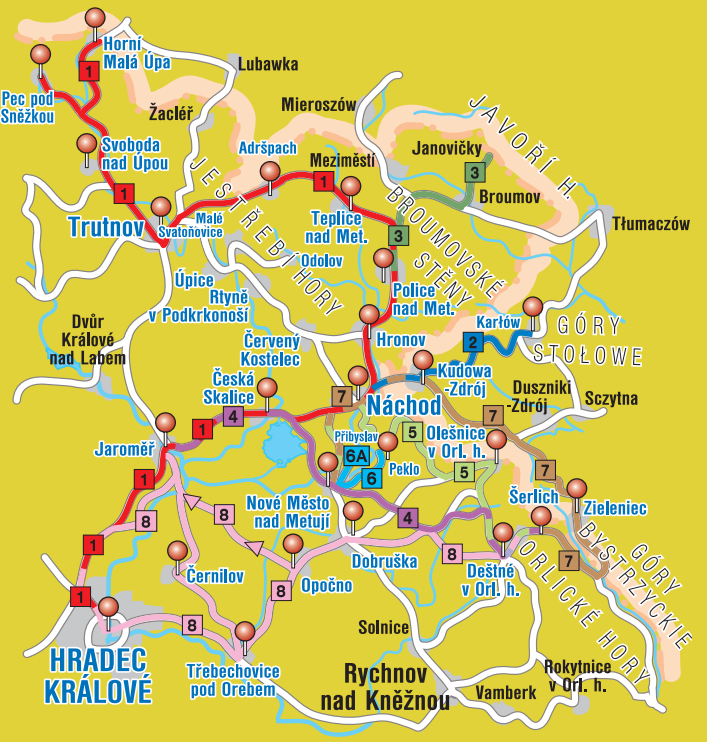 Horní
Malá Úpa
Lubawka
1
Pec pod
Sněžkou
Žacléř
Mieroszów
JAVOŘÍ H.
Svoboda
nad Úpou
Adršpach
Meziměstí
Janovičky
3
Broumov
1
JESTŘEBÍ HORY
1
BROUMOVSKÉ
STĚNY
Trutnov
Malé
Svatoňovice
Teplice
nad Met.
3
Tłumaczów
Odolov
Úpice
Rtyně
v Podkrkonoší
Police
nad Met.
Dvůr
Králové
nad Labem
Červený
Kostelec
Hronov
Karłów
2
GÓRY
STOŁOWE
Česká
Skalice
Kudowa
-Zdrój
7
Náchod
Duszniki
-Zdrój
Sczytna
7
Jaroměř
1
4
Přibyslav
5
Olešnice
v Orl. h.
6A
6
Peklo
5
7
1
8
Nové Město
nad Metují
Šerlich
Zieleniec
8
4
1
Dobruška
8
Deštné
v Orl. h.
7
GÓRY
BYSTRZYCKIE
ORLICKÉ HORY
Černilov
Opočno
8
1
8
Solnice
HRADEC
KRÁLOVÉ
Třebechovice
pod Orebem
Rychnov
nad Kněžnou
Rokytnice
v Orl. h.
Vamberk